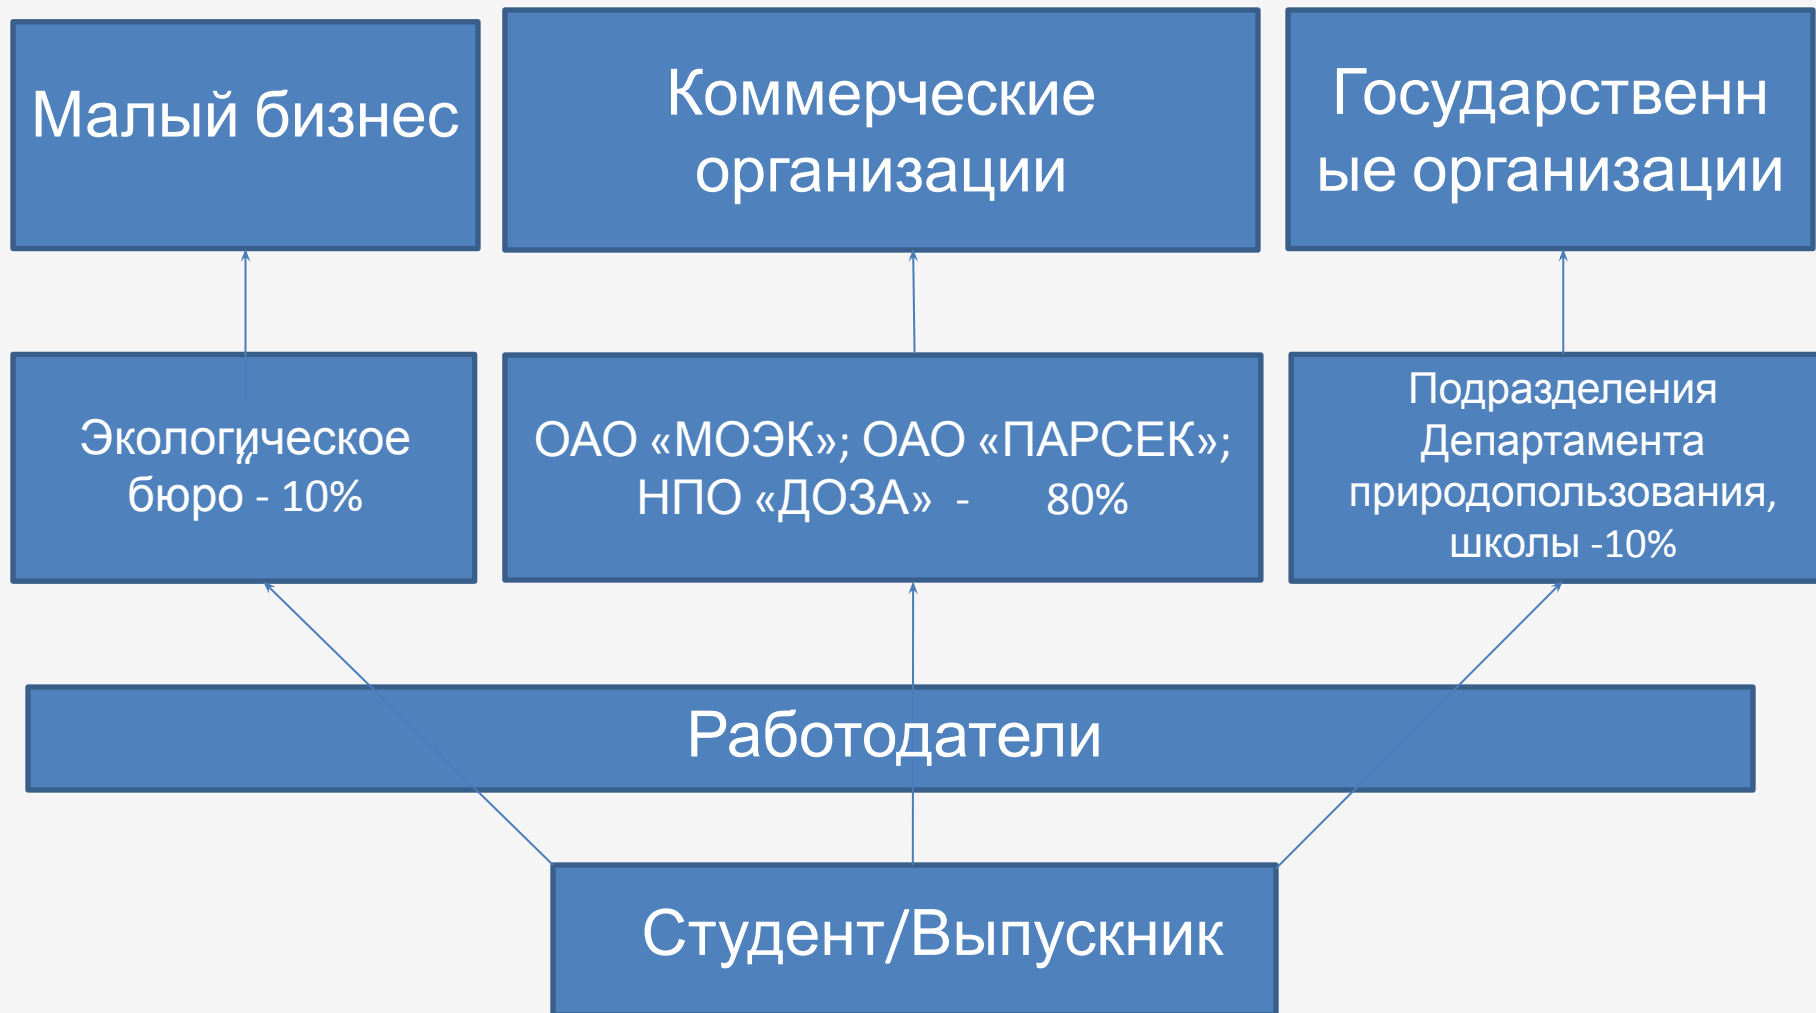 Малый бизнес
Коммерческие
организации
Государственн
ые организации
Экологическое
“
бюро - 10%
ОАО «МОЭК»; ОАО «ПАРСЕК»;
НПО «ДОЗА» - 80%
Подразделения
Департамента
природопользования,
школы -10%
Работодатели
Студент/Выпускник